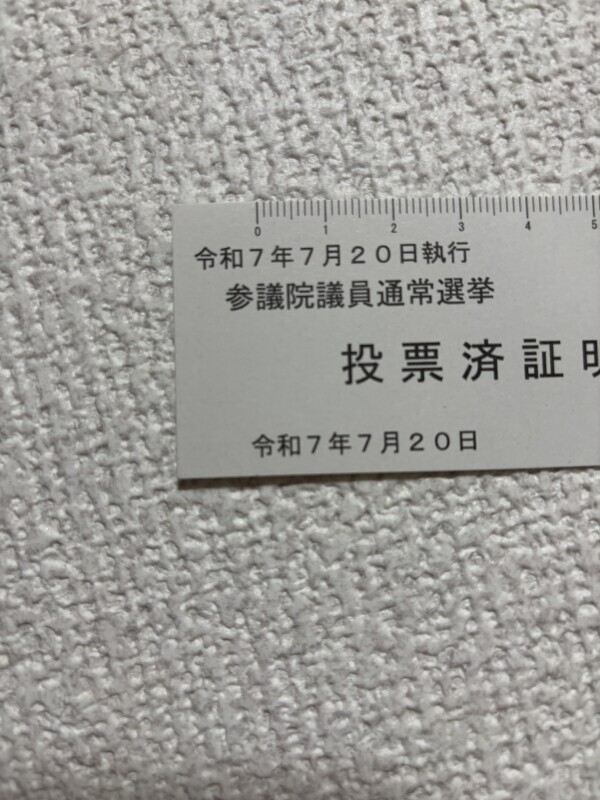 0 1 2 3 4 5
令和7年7月20日執行
参議院議員通常選挙
投票済証明
令和7年7月20日